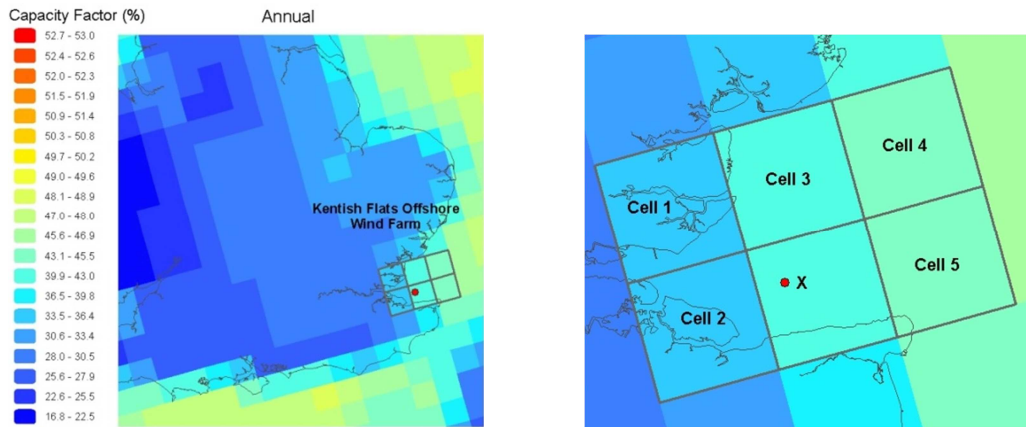 Capacity Factor (%)
Annual
52.7 - 53.0
52.4 - 52.6
52.0 - 52.3
51.5 - 51.9
50.9 - 51.4
50.3 - 50.8
49.7 - 50.2
49.0 - 49.6
48.1 - 48.9
47.0 - 48.0
45.6 - 46.9
43.1 - 45.5
39.9 - 43.0
36.5 - 39.8
33.5 - 36.4
30.6 - 33.4
28.0 - 30.5
25.6 - 27.9
22.6 - 25.5
16.8 - 22.5
Kentish Flats Offshore
Wind Farm
Cell 1
Cell 3
Cell 4
Cell 2
X
Cell 5